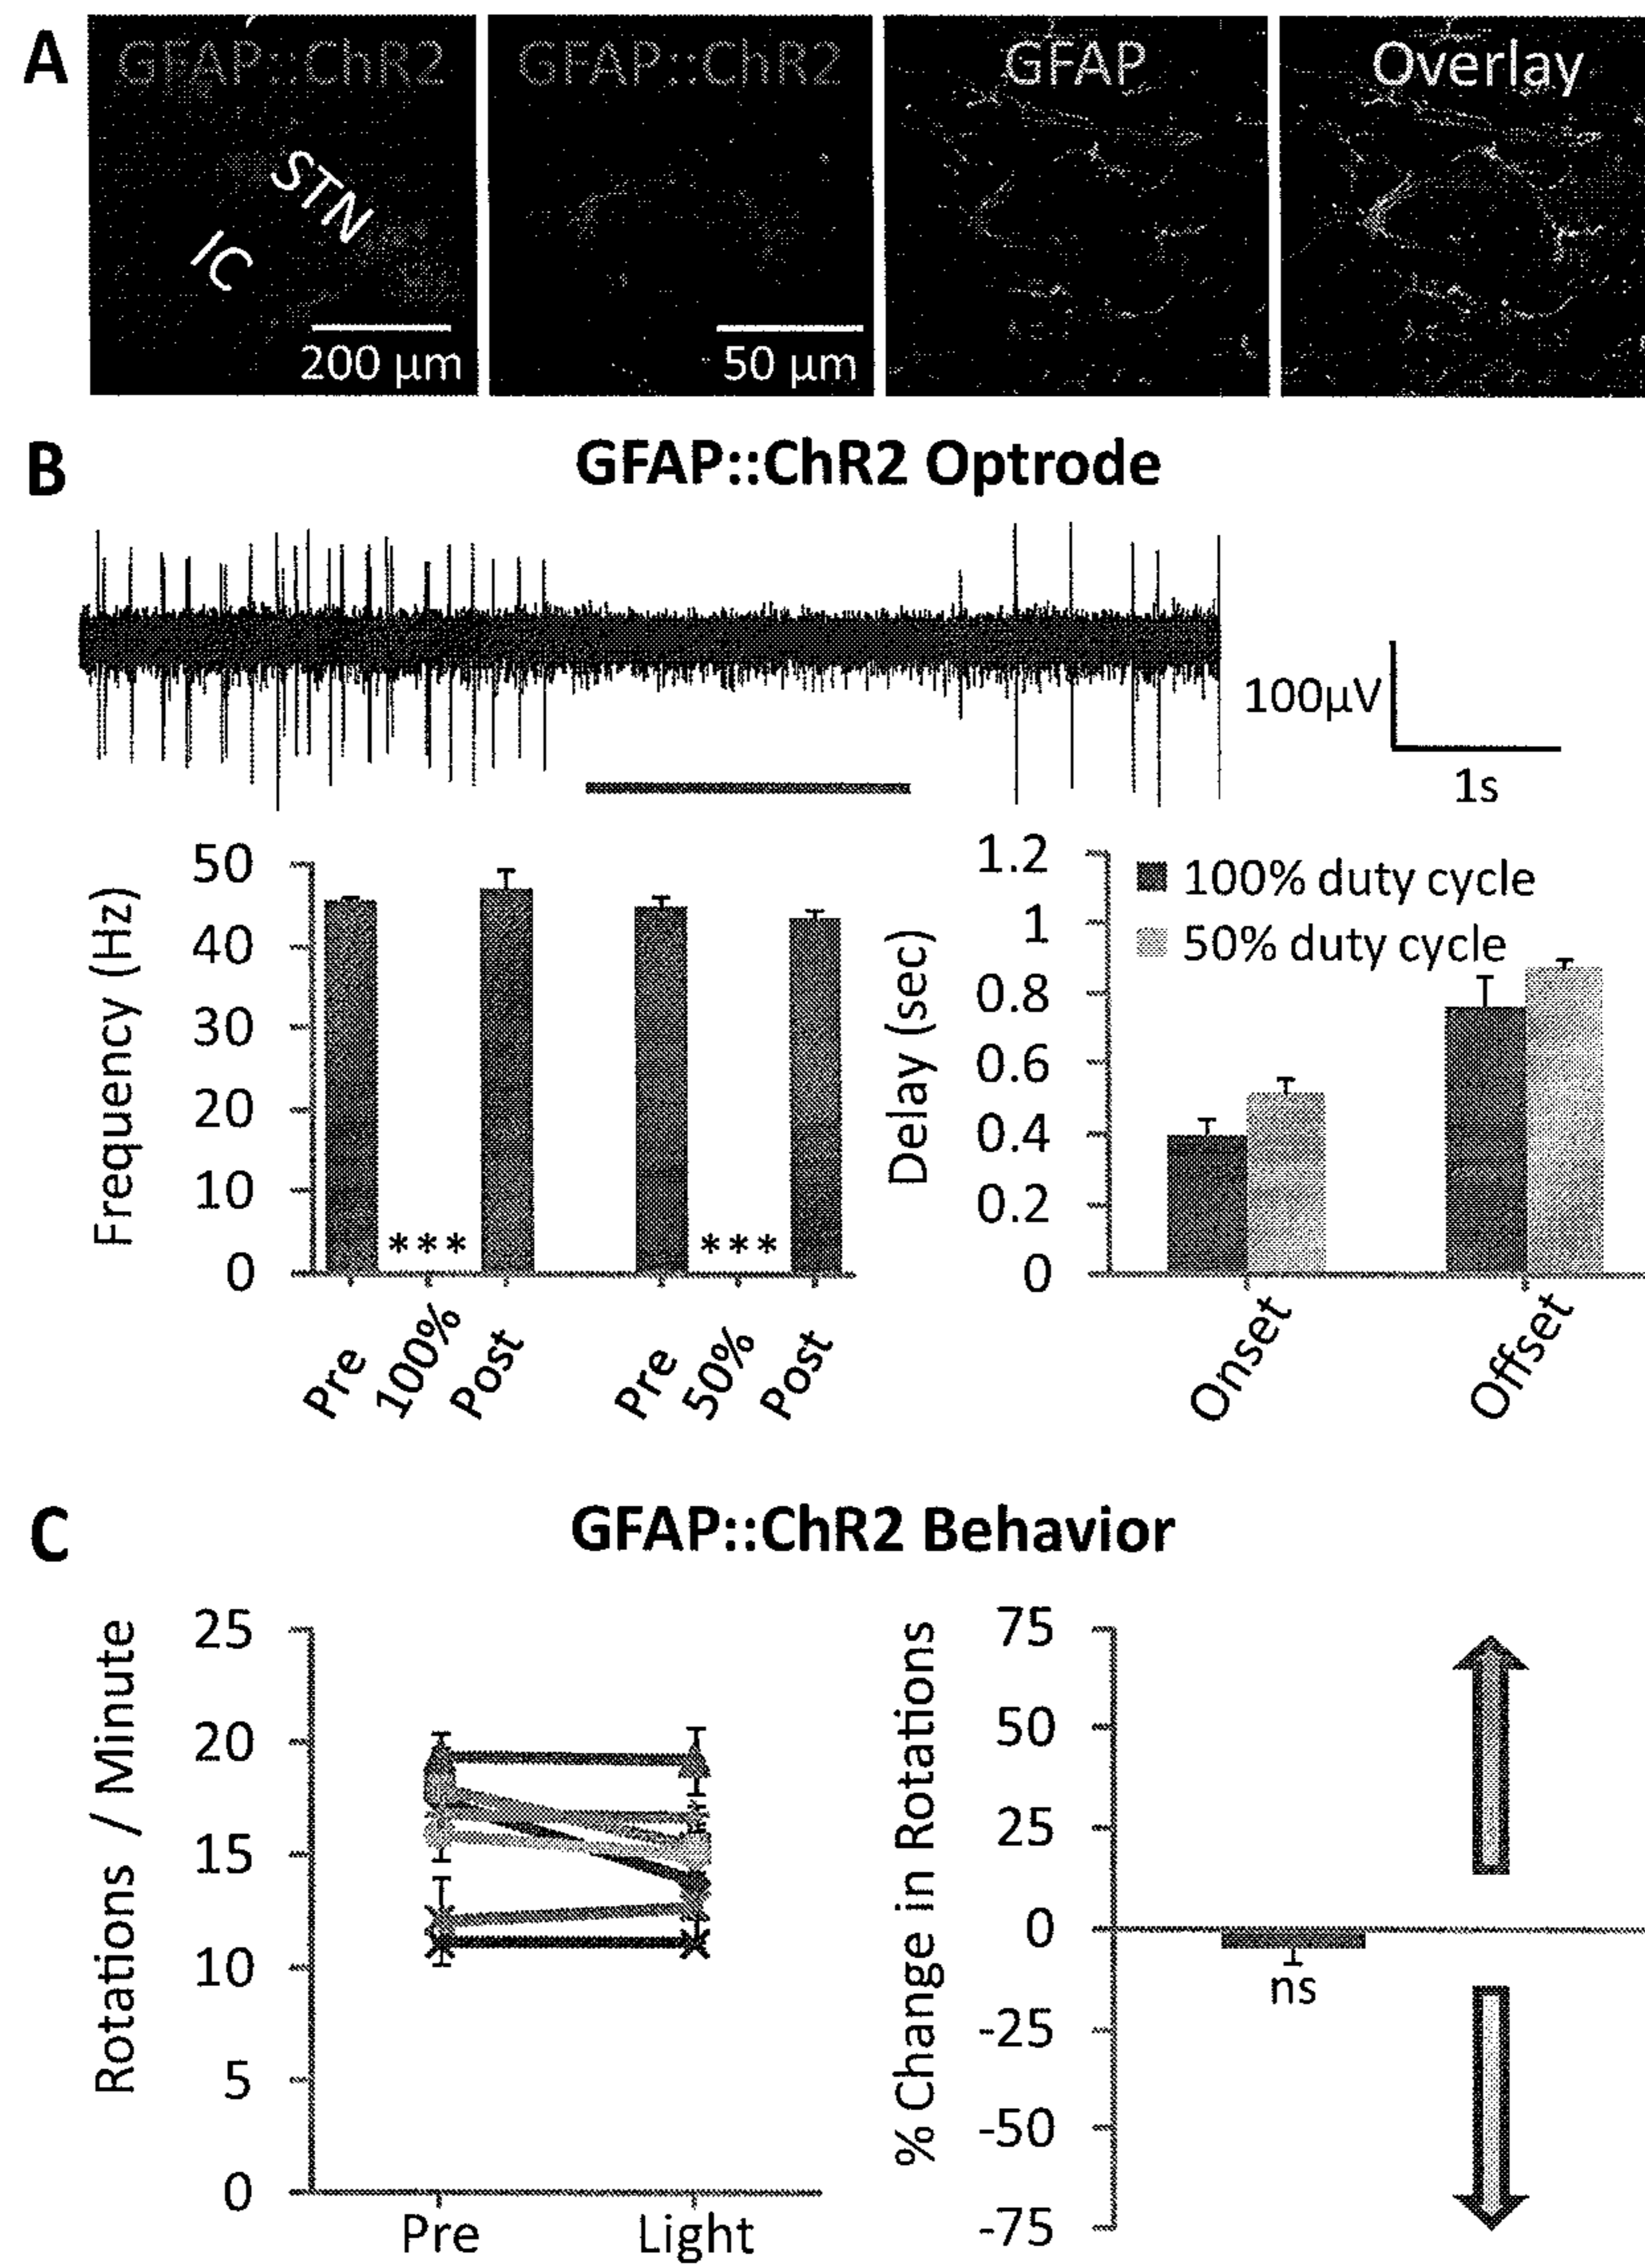 A
GFAP::ChR2
GFAP::ChR2
GFAP
Overlay
STN
IC
200 μm
50 μm
B
GFAP::ChR2 Optrode
100μV
1s
Frequency (Hz)
50
40
30
20
10
0
***
***
Pre
100%
Post
Pre
50%
Post
Delay (sec)
1.2
1
0.8
0.6
0.4
0.2
0
100% duty cycle
50% duty cycle
Onset
Offset
C
GFAP::ChR2 Behavior
Rotations / Minute
25
20
15
10
5
0
Pre
Light
% Change in Rotations
75
50
25
0
-25
-50
-75
ns